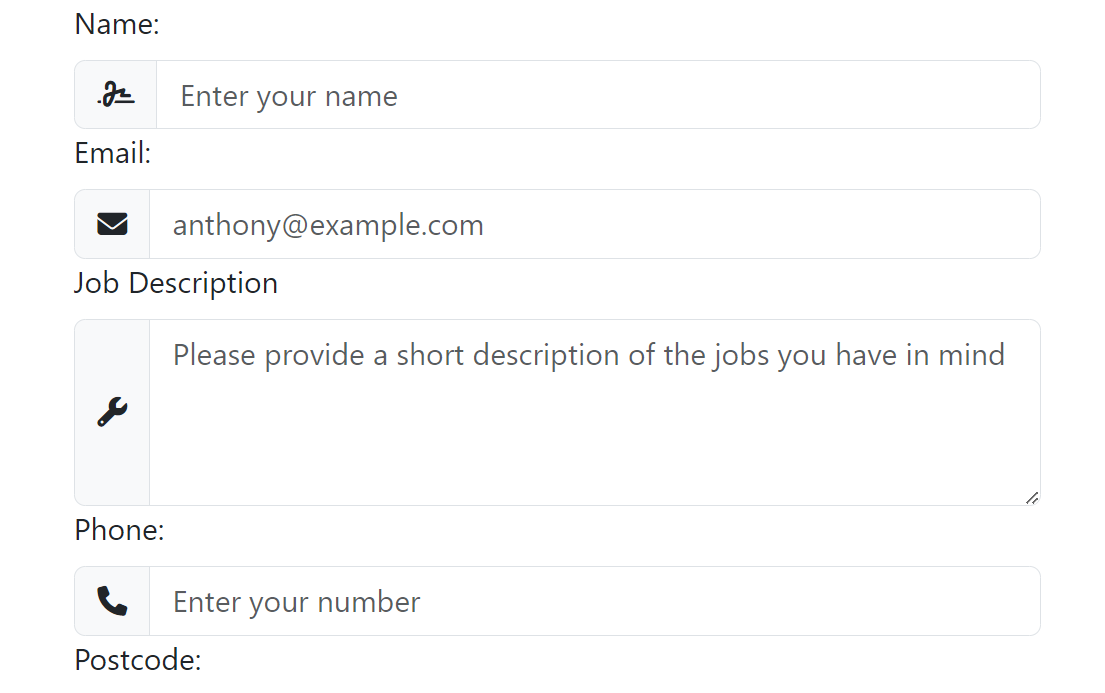 Name:
Enter your name
Email:
anthony@example.com
Job Description
Please provide a short description of the jobs you have in mind
Phone:
Enter your number
Postcode: